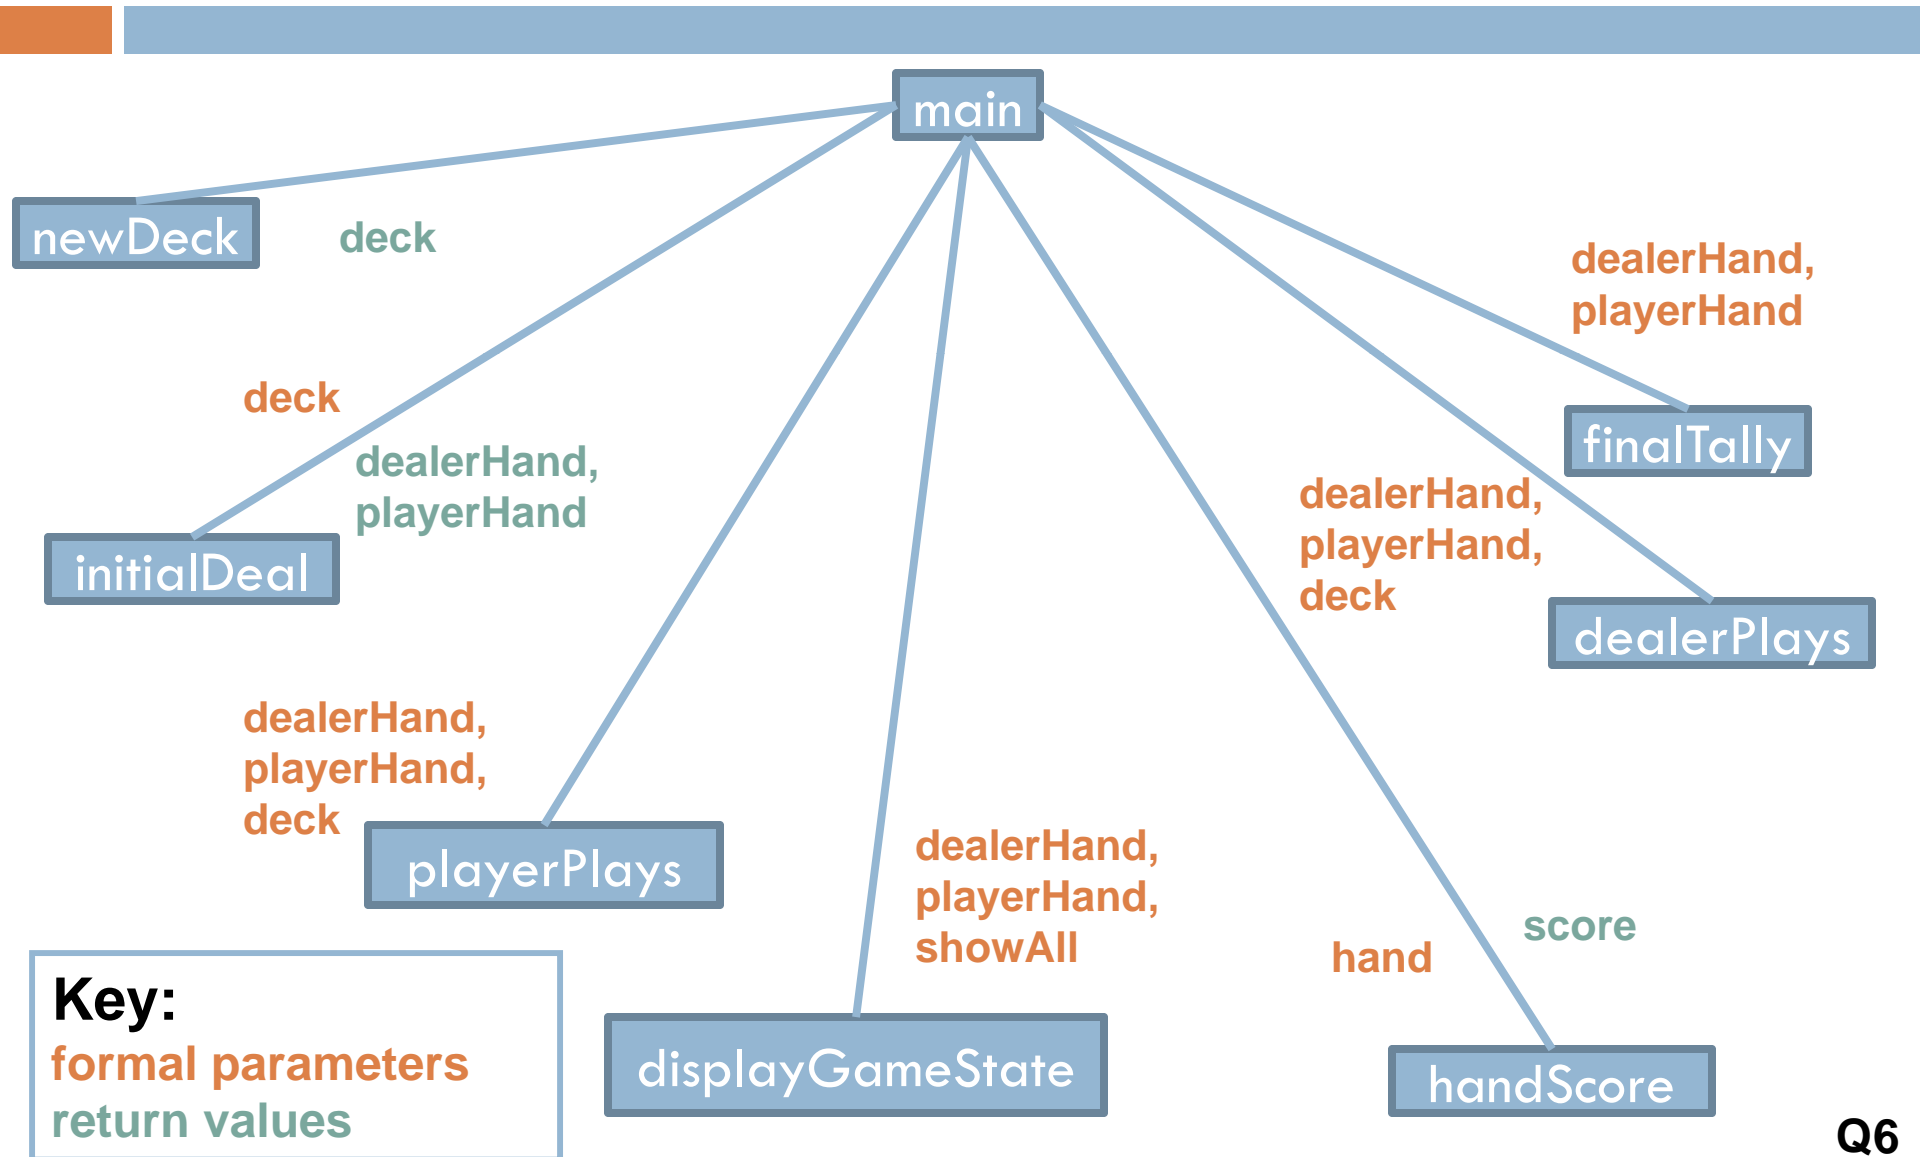 main
newDeck
deck
dealerHand,
playerHand
deck
finalTally
dealerHand,
playerHand
initialDeal
dealerHand,
playerHand,
deck
dealerPlays
dealerHand,
playerHand,
deck
playerPlays
dealerHand,
playerHand,
showAll
score
hand
displayGameState
handScore
Key:
formal parameters
return values
Q6